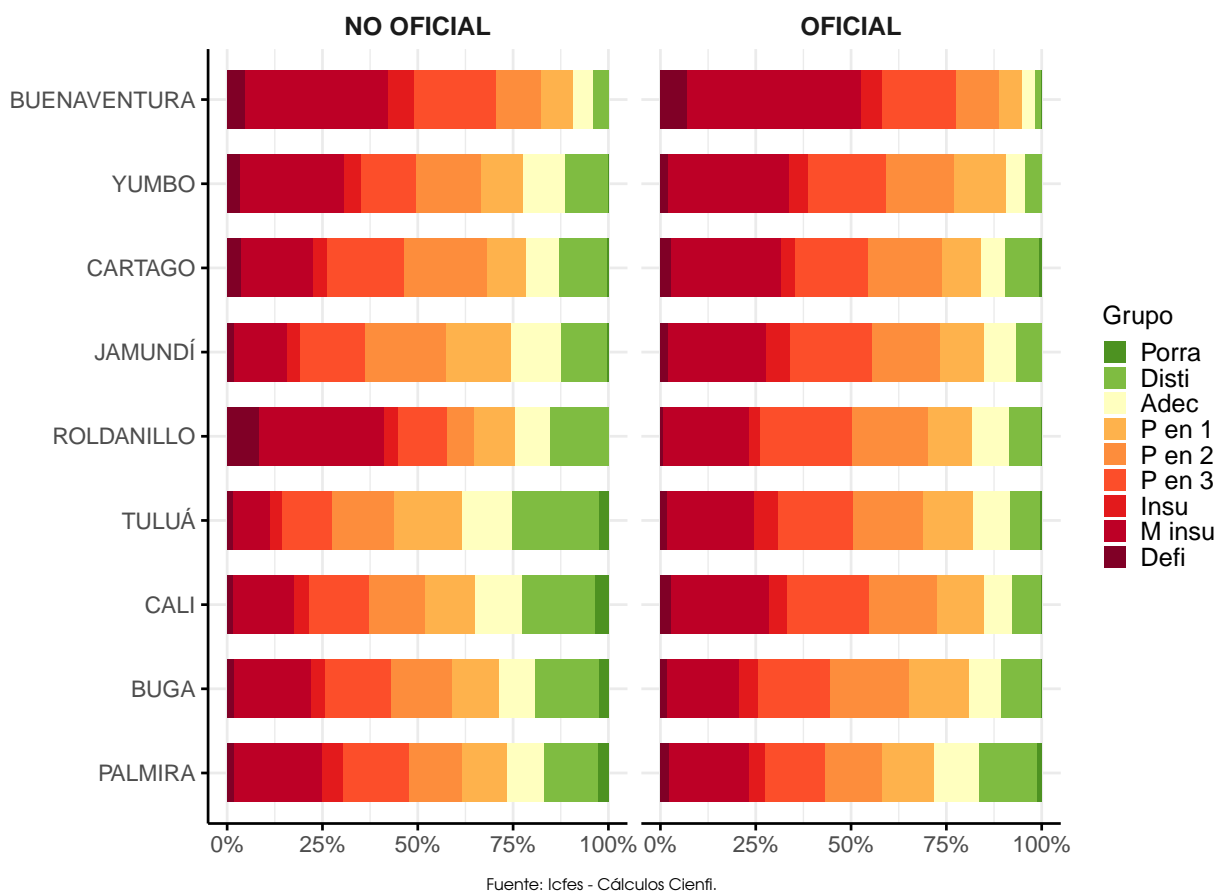 NO OFICIAL
OFICIAL
BUENAVENTURA
YUMBO
CARTAGO
JAMUNDÍ
ROLDANILLO
TULUÁ
CALI
BUGA
PALMIRA
0% 25% 50% 75% 100%
0% 25% 50% 75% 100%
Grupo
Porra
Disti
Adec
P en 1
P en 2
P en 3
Insu
M insu
Defi
Fuente: Icfes - Cálculos Cienfi.